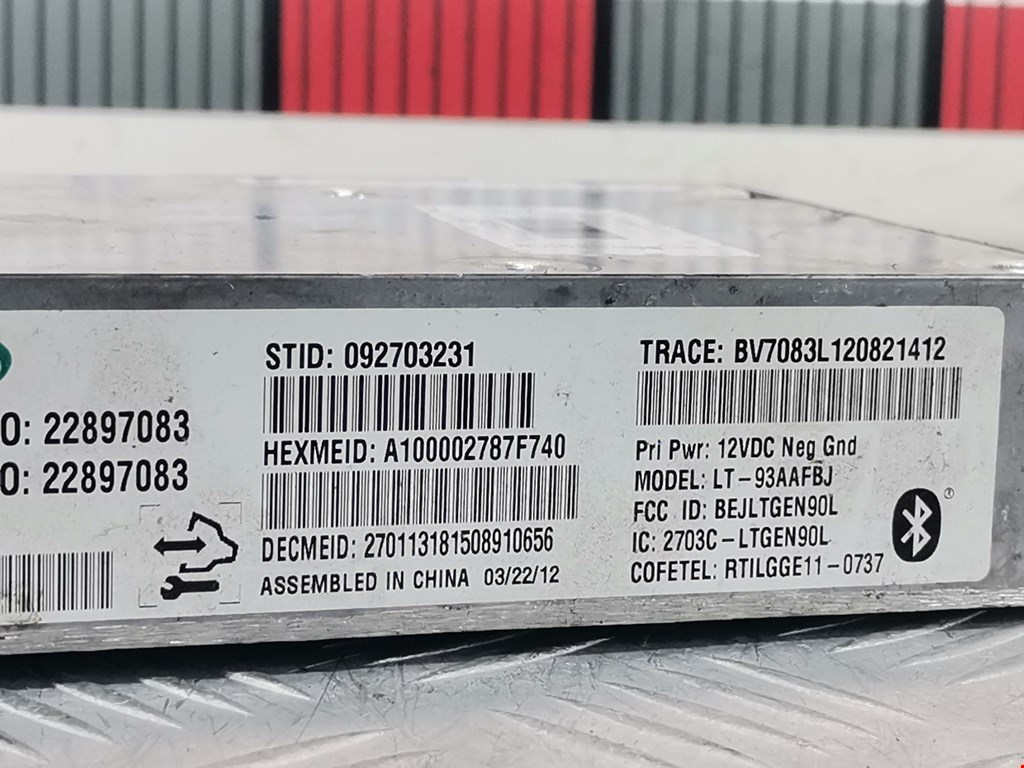 O: 22897083
O: 22897083
STID: 092703231
HEXMEID: A100002787F740
DECMEID: 270113181508910656
ASSEMBLED IN CHINA 03/22/12
TRACE: BV7083L120821412
Pri Pwr: 12VDC Neg Gnd
MODEL: LT-93AAFBJ
FCC ID: BEJLTGEN90L
IC: 2703C-LTGEN90L
COFETEL: RTILGGE11-0737
®